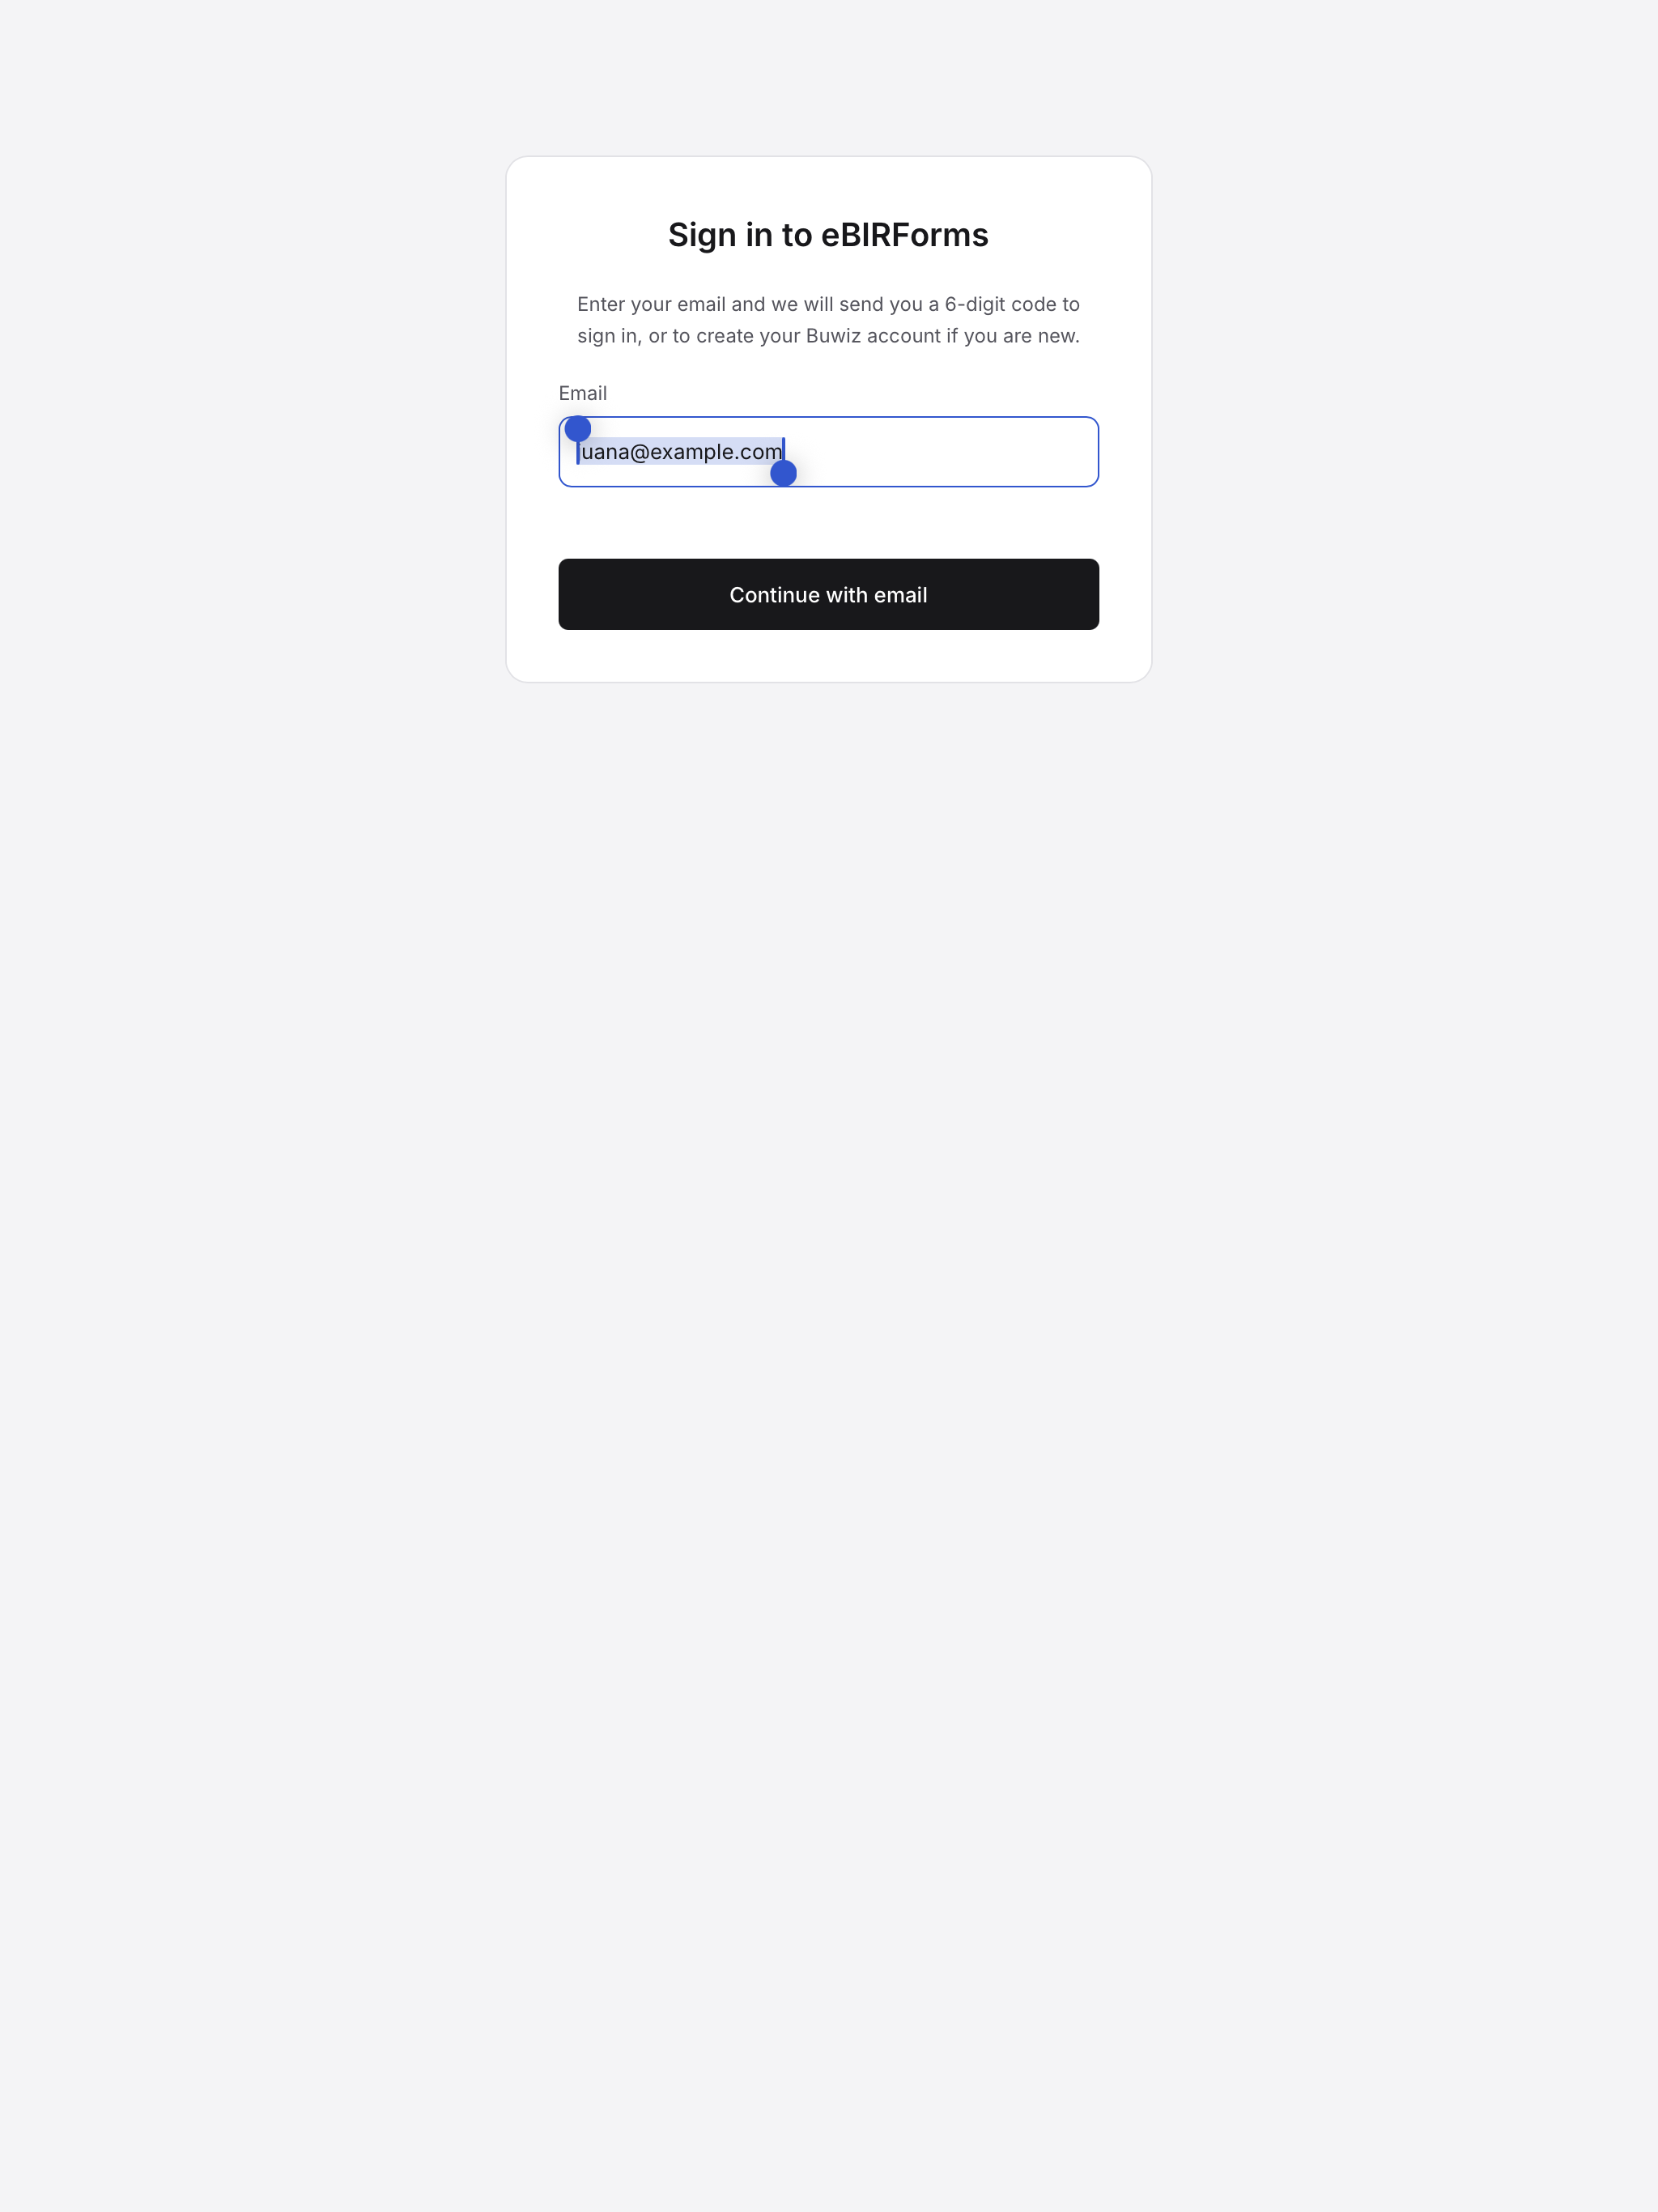 Sign in to eBIRForms
Enter your email and we will send you a 6-digit code to
sign in, or to create your Buwiz account if you are new.
Email
juana@example.com
Continue with email